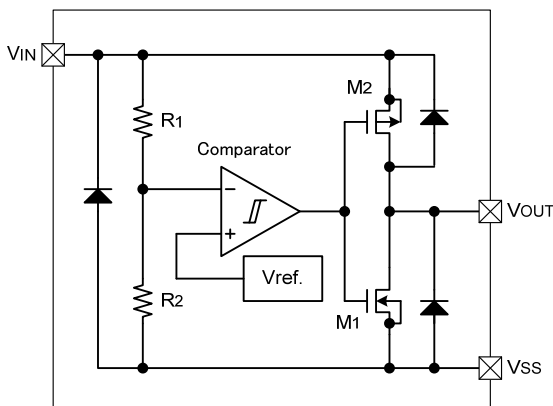 VIN
M2
R1
Comparator
−
+
VOUT
Vref.
R2
M1
VSS